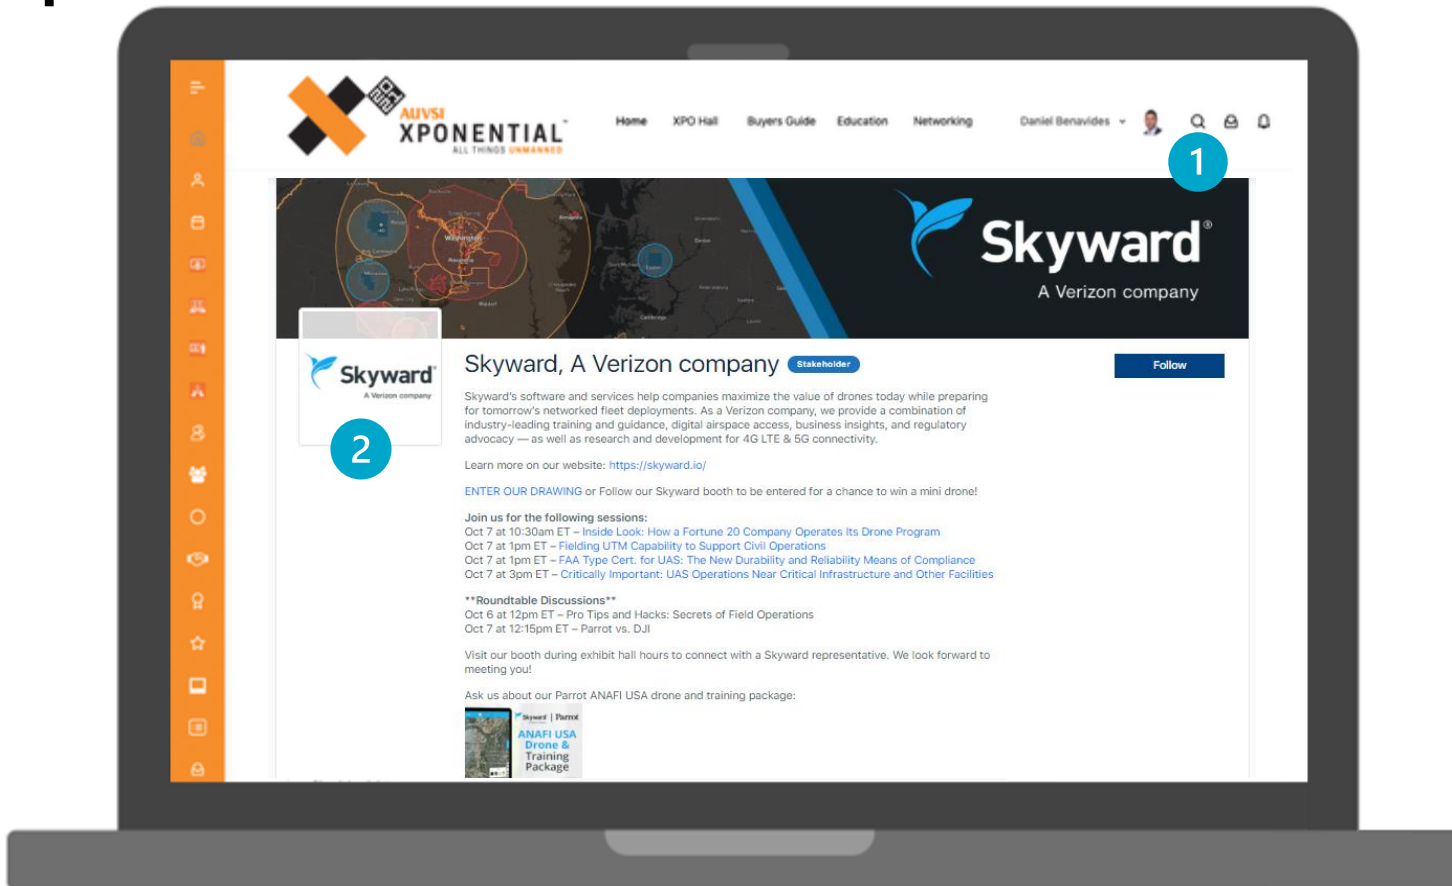 AUVSI
XPONENTIAL
ALL THINGS UNMANNED
Home XPO Hall Buyers Guide Education Networking Daniel Benavides
1
Washington
Skyward®
A Verizon company
Skyward
A Verizon company
2
Skyward, A Verizon company Stakeholder
Follow
Skyward's software and services help companies maximize the value of drones today while preparing
for tomorrow's networked fleet deployments. As a Verizon company, we provide a combination of
industry-leading training and guidance, digital airspace access, business insights, and regulatory
advocacy — as well as research and development for 4G LTE & 5G connectivity.
Learn more on our website: https://skyward.io/
ENTER OUR DRAWING or Follow our Skyward booth to be entered for a chance to win a mini drone!
Join us for the following sessions:
Oct 7 at 10:30am ET – Inside Look: How a Fortune 20 Company Operates Its Drone Program
Oct 7 at 1pm ET – Fielding UTM Capability to Support Civil Operations
Oct 7 at 1pm ET – FAA Type Cert. for UAS: The New Durability and Reliability Means of Compliance
Oct 7 at 3pm ET – Critically Important: UAS Operations Near Critical Infrastructure and Other Facilities
**Roundtable Discussions**
Oct 6 at 12pm ET – Pro Tips and Hacks: Secrets of Field Operations
Oct 7 at 12:15pm ET – Parrot vs. DJI
Visit our booth during exhibit hall hours to connect with a Skyward representative. We look forward to
meeting you!
Ask us about our Parrot ANAFI USA drone and training package:
Skyward | Parrot
ANAFI USA
Drone &
Training
Package